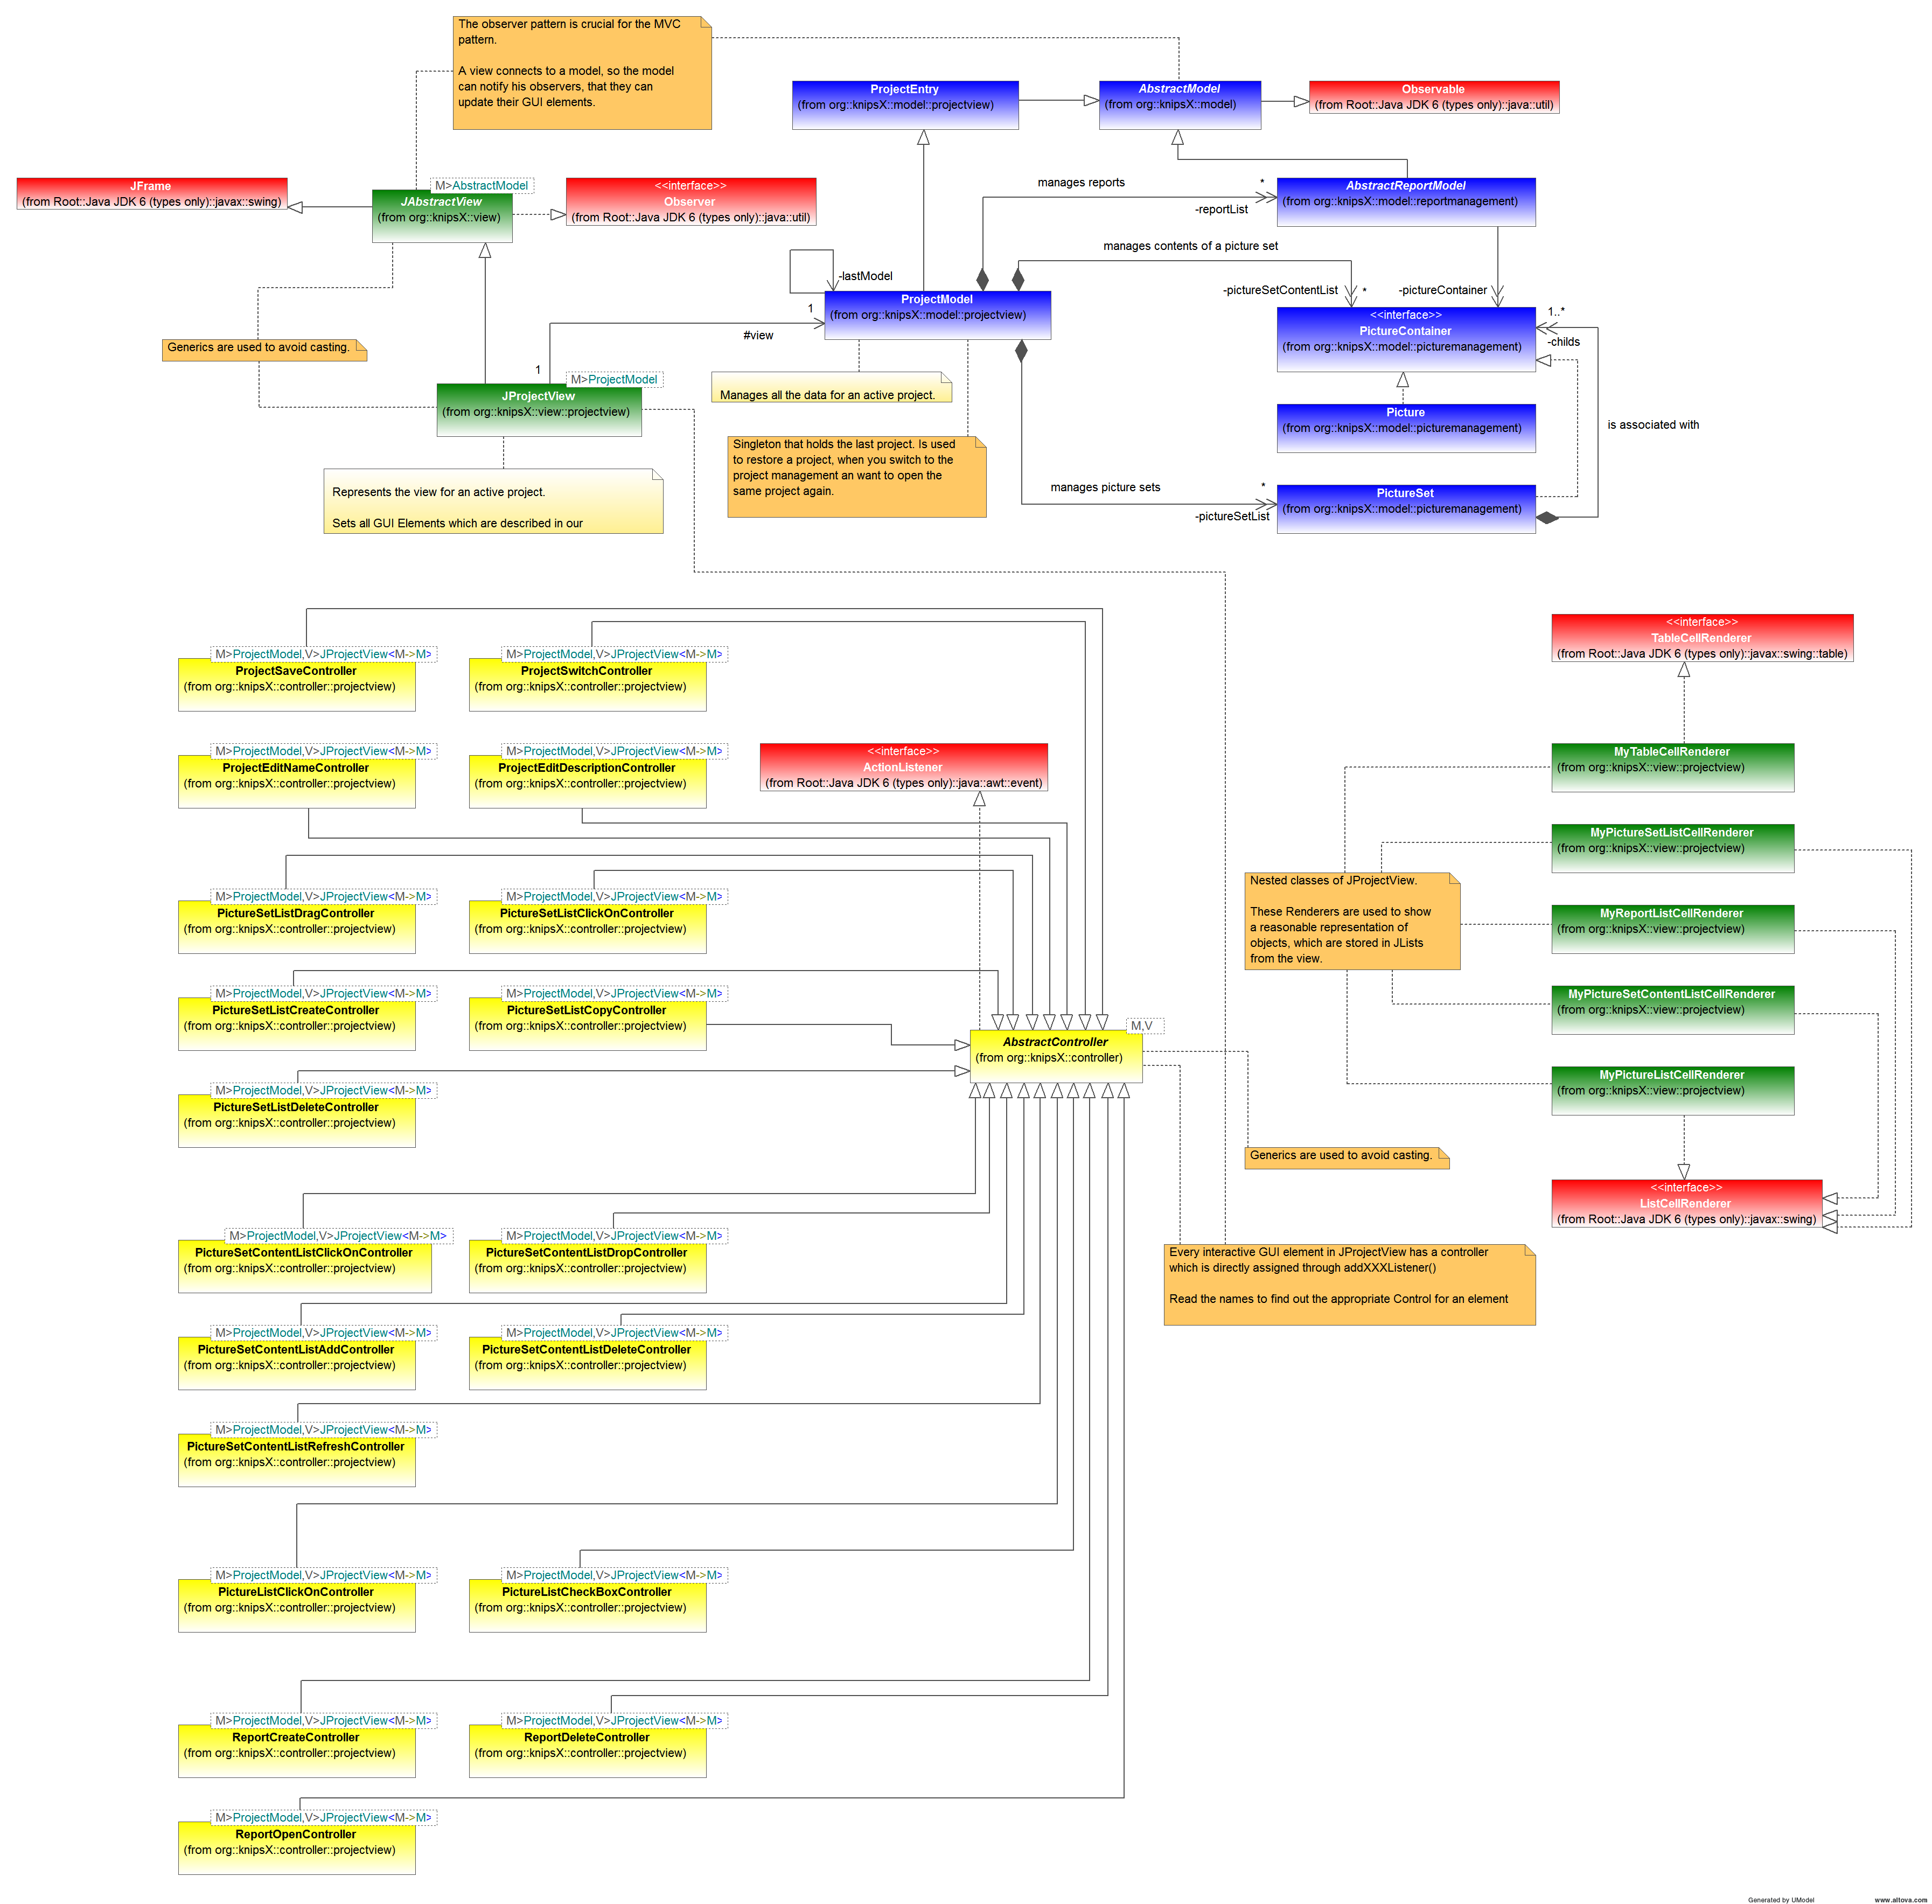 The observer pattern is crucial for the MVC
pattern.
A view connects to a model, so the model
can notify his observers, that they can
update their GUI elements.
ProjectEntry
(from org::knipsX::model::projectview)
AbstractModel
(from org::knipsX::model)
Observable
(from Root::Java JDK 6 (types only)::java::util)
JFrame
(from Root::Java JDK 6 (types only)::javax::swing)
M>AbstractModel
JAbstractView
(from org::knipsX::view)
<<interface>>
Observer
(from Root::Java JDK 6 (types only)::java::util)
manages reports
*
-reportList
AbstractReportModel
(from org::knipsX::model::reportmanagement)
manages contents of a picture set
-lastModel
-pictureSetContentList
*
-pictureContainer
1
ProjectModel
(from org::knipsX::model::projectview)
#view
1
<<interface>>
PictureContainer
(from org::knipsX::model::picturemanagement)
1..*
-childs
Generics are used to avoid casting.
M>ProjectModel
JProjectView
(from org::knipsX::view::projectview)
Manages all the data for an active project.
Picture
(from org::knipsX::model::picturemanagement)
is associated with
Singleton that holds the last project. Is used
to restore a project, when you switch to the
project management an want to open the
same project again.
Represents the view for an active project.
Sets all GUI Elements which are described in our
manages picture sets
*
-pictureSetList
PictureSet
(from org::knipsX::model::picturemanagement)
M>ProjectModel,V>JProjectView<M->M>
ProjectSaveController
(from org::knipsX::controller::projectview)
M>ProjectModel,V>JProjectView<M->M>
ProjectSwitchController
(from org::knipsX::controller::projectview)
<<interface>>
TableCellRenderer
(from Root::Java JDK 6 (types only)::javax::swing::table)
M>ProjectModel,V>JProjectView<M->M>
ProjectEditNameController
(from org::knipsX::controller::projectview)
M>ProjectModel,V>JProjectView<M->M>
ProjectEditDescriptionController
(from org::knipsX::controller::projectview)
<<interface>>
ActionListener
(from Root::Java JDK 6 (types only)::java::awt::event)
MyTableCellRenderer
(from org::knipsX::view::projectview)
MyPictureSetListCellRenderer
(from org::knipsX::view::projectview)
M>ProjectModel,V>JProjectView<M->M>
PictureSetListDragController
(from org::knipsX::controller::projectview)
M>ProjectModel,V>JProjectView<M->M>
PictureSetListClickOnController
(from org::knipsX::controller::projectview)
Nested classes of JProjectView.
These Renderers are used to show
a reasonable representation of
objects, which are stored in JLists
from the view.
MyReportListCellRenderer
(from org::knipsX::view::projectview)
M>ProjectModel,V>JProjectView<M->M>
PictureSetListCreateController
(from org::knipsX::controller::projectview)
M>ProjectModel,V>JProjectView<M->M>
PictureSetListCopyController
(from org::knipsX::controller::projectview)
MyPictureSetContentListCellRenderer
(from org::knipsX::view::projectview)
M,V
AbstractController
(from org::knipsX::controller)
MyPictureListCellRenderer
(from org::knipsX::view::projectview)
M>ProjectModel,V>JProjectView<M->M>
PictureSetListDeleteController
(from org::knipsX::controller::projectview)
Generics are used to avoid casting.
<<interface>>
ListCellRenderer
(from Root::Java JDK 6 (types only)::javax::swing)
M>ProjectModel,V>JProjectView<M->M>
PictureSetContentListClickOnController
(from org::knipsX::controller::projectview)
M>ProjectModel,V>JProjectView<M->M>
PictureSetContentListDropController
(from org::knipsX::controller::projectview)
Every interactive GUI element in JProjectView has a controller
which is directly assigned through addXXXListener()
Read the names to find out the appropriate Control for an element
M>ProjectModel,V>JProjectView<M->M>
PictureSetContentListAddController
(from org::knipsX::controller::projectview)
M>ProjectModel,V>JProjectView<M->M>
PictureSetContentListDeleteController
(from org::knipsX::controller::projectview)
M>ProjectModel,V>JProjectView<M->M>
PictureSetContentListRefreshController
(from org::knipsX::controller::projectview)
M>ProjectModel,V>JProjectView<M->M>
PictureListClickOnController
(from org::knipsX::controller::projectview)
M>ProjectModel,V>JProjectView<M->M>
PictureListCheckBoxController
(from org::knipsX::controller::projectview)
M>ProjectModel,V>JProjectView<M->M>
ReportCreateController
(from org::knipsX::controller::projectview)
M>ProjectModel,V>JProjectView<M->M>
ReportDeleteController
(from org::knipsX::controller::projectview)
M>ProjectModel,V>JProjectView<M->M>
ReportOpenController
(from org::knipsX::controller::projectview)
Generated by UModel
www.altova.com